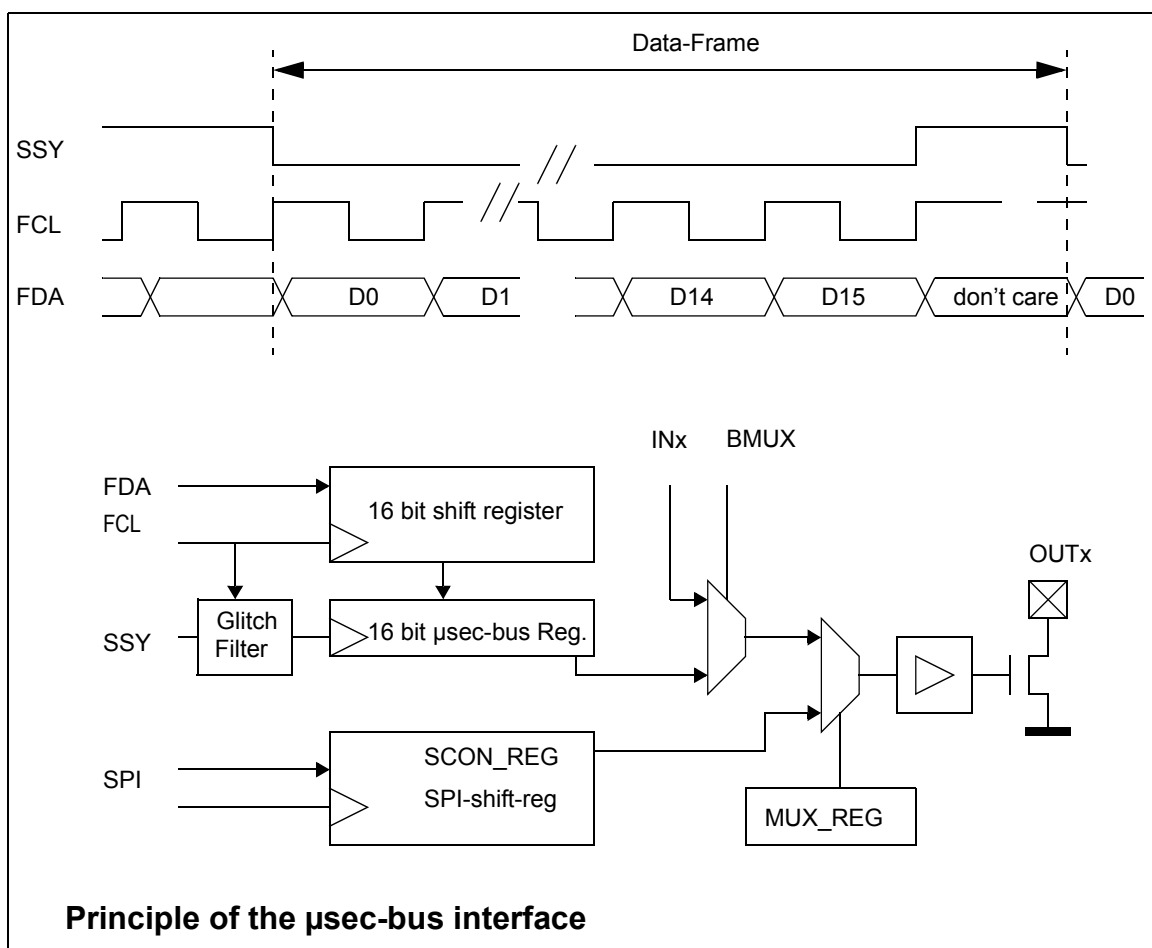 Data-Frame
SSY
FCL
FDA
D0
D1
D14
D15
don't care
D0
INx
BMUX
FDA
FCL
16 bit shift register
OUTx
SSY
Glitch
Filter
16 bit µsec-bus Reg.
SPI
SCON_REG
SPI-shift-reg
MUX_REG
Principle of the µsec-bus interface